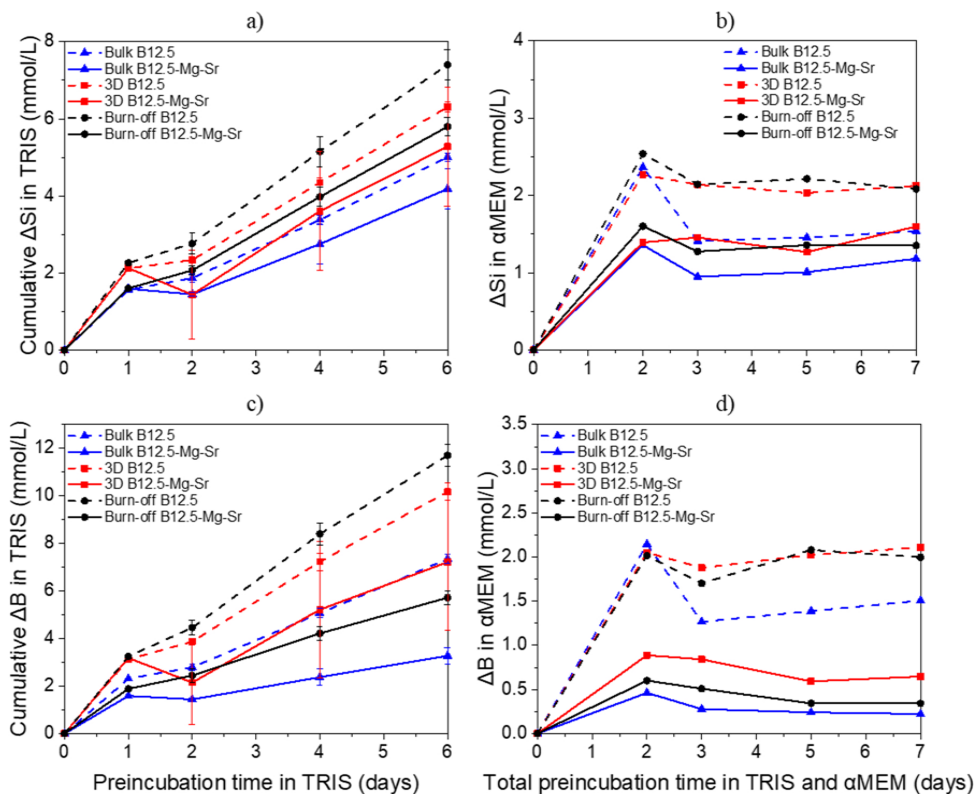 a)
Cumulative ΔSi in TRIS (mmol/L)
8
6
4
2
0
0 1 2 3 4 5 6
Bulk B12.5
Bulk B12.5-Mg-Sr
3D B12.5
3D B12.5-Mg-Sr
Burn-off B12.5
Burn-off B12.5-Mg-Sr
b)
ΔSi in αMEM (mmol/L)
4
3
2
1
0
0 1 2 3 4 5 6 7
Bulk B12.5
Bulk B12.5-Mg-Sr
3D B12.5
3D B12.5-Mg-Sr
Burn-off B12.5
Burn-off B12.5-Mg-Sr
c)
Cumulative ΔB in TRIS (mmol/L)
12
10
8
6
4
2
0
0 1 2 3 4 5 6
Bulk B12.5
Bulk B12.5-Mg-Sr
3D B12.5
3D B12.5-Mg-Sr
Burn-off B12.5
Burn-off B12.5-Mg-Sr
Preincubation time in TRIS (days)
d)
ΔB in αMEM (mmol/L)
3.5
3.0
2.5
2.0
1.5
1.0
0.5
0.0
0 1 2 3 4 5 6 7
Bulk B12.5
Bulk B12.5-Mg-Sr
3D B12.5
3D B12.5-Mg-Sr
Burn-off B12.5
Burn-off B12.5-Mg-Sr
Total preincubation time in TRIS and αMEM (days)